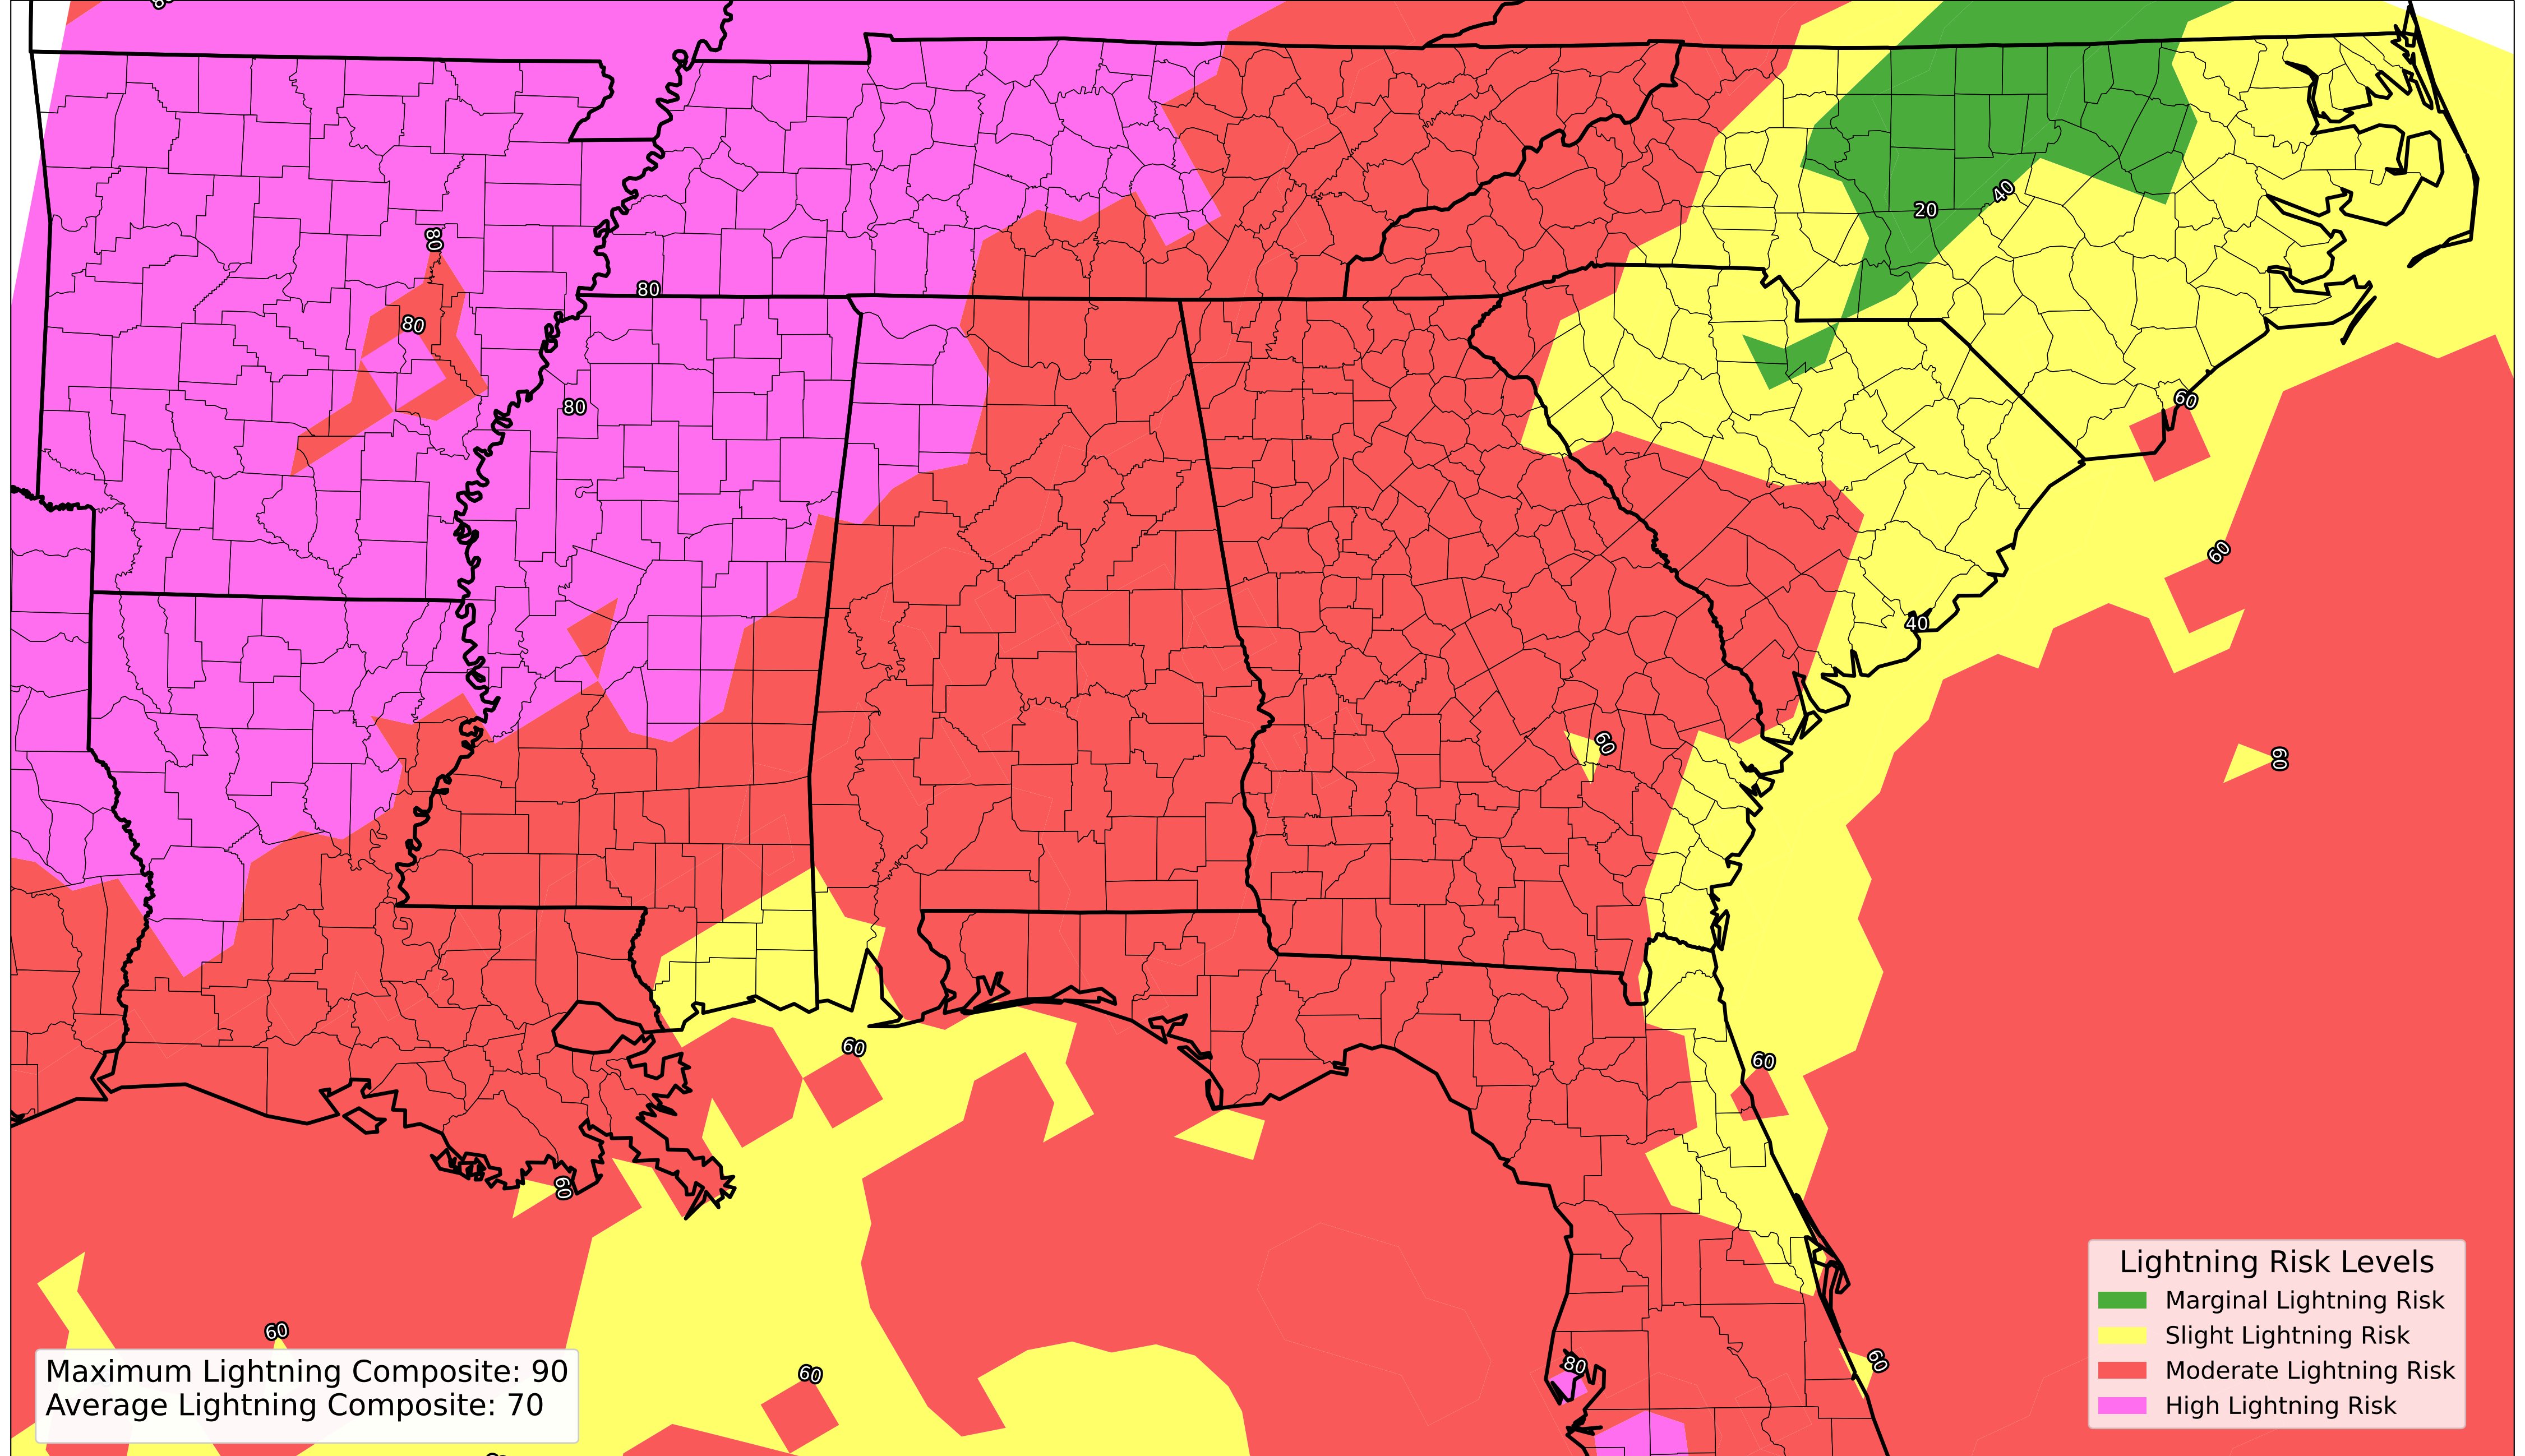 80
20
40
80
80
80
60
60
40
60
60
60
60
60
60
80
60
60
Lightning Risk Levels
Marginal Lightning Risk
Slight Lightning Risk
Moderate Lightning Risk
High Lightning Risk
Maximum Lightning Composite: 90
Average Lightning Composite: 70